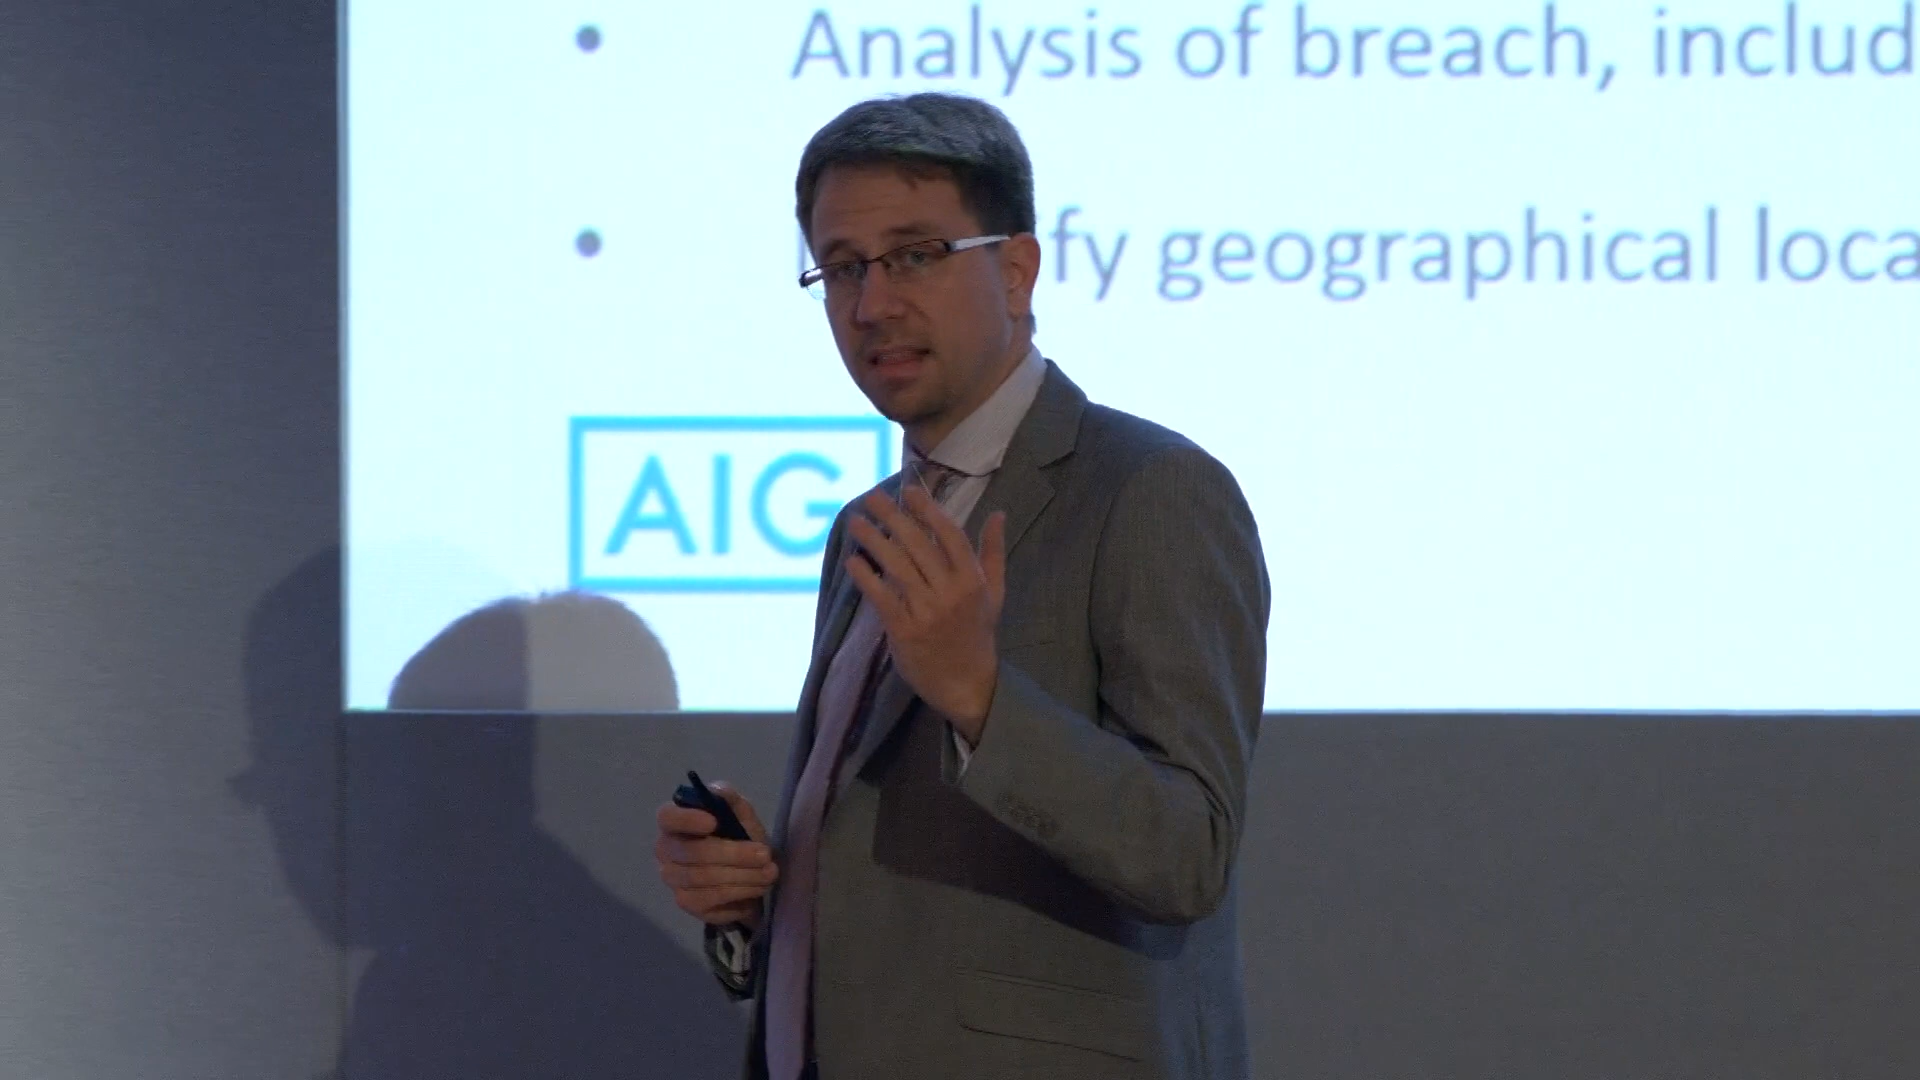 • Analysis of breach, includ
• fy geographical loca
AIG